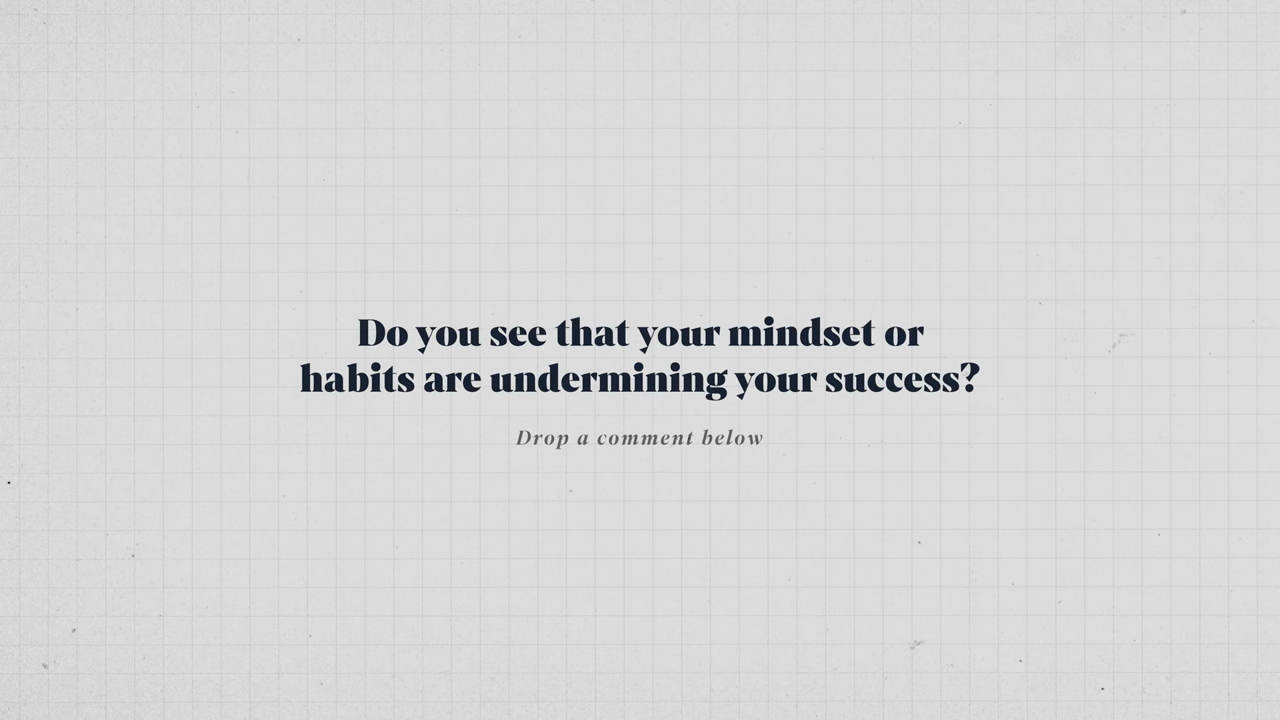 Do you see that your mindset or
habits are undermining your success?
Drop a comment below